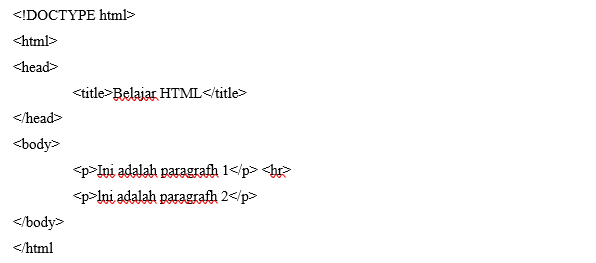 <!DOCTYPE html>
<html>
<head>
<title>Belajar HTML</title>
</head>
<body>
<p>Ini adalah paragrafh 1</p> <hr>
<p>Ini adalah paragrafh 2</p>
</body>
</html